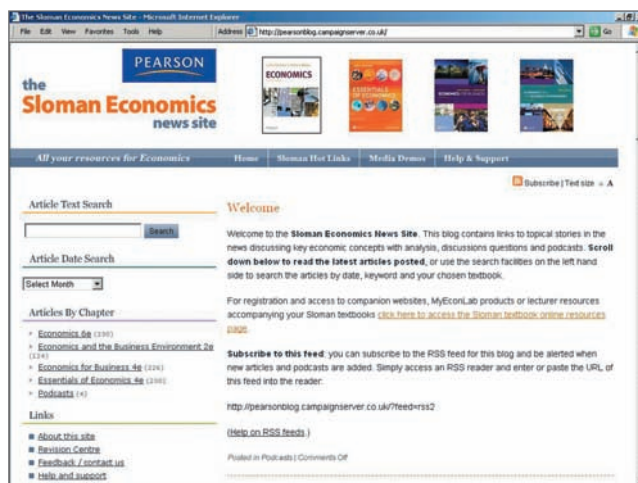 The Sloman Economics News Site - Microsoft Internet Explorer
File Edit View Favorites Tools Help
Address http://pearsonblog.campaignserver.co.uk/
Go
PEARSON
the
Sloman Economics
news site
ECONOMICS
ESSENTIALS OF ECONOMICS
All your resources for Economics
Home
Sloman Hot Links
Media Demos
Help & Support
Subscribe | Text size
A
Article Text Search
Search
Article Date Search
Select Month
Articles By Chapter
Economics 6e
Economics and the Business Environment 2e
(124)
Economics for Business 4e (226)
Essentials of Economics 4e
Podcasts (4)
Links
About this site
Revision Centre
Feedback / contact us
Help and support
Welcome
Welcome to the Sloman Economics News Site. This blog contains links to topical stories in the
news discussing key economic concepts with analysis, discussions questions and podcasts. Scroll
down below to read the latest articles posted, or use the search facilities on the left hand
side to search the articles by date, keyword and your chosen textbook.
For registration and access to companion websites, MyEconLab products or lecturer resources
accompanying your Sloman textbooks click here to access the Sloman textbook online resources
page.
Subscribe to this feed: you can subscribe to the RSS feed for this blog and be alerted when
new articles and podcasts are added. Simply access an RSS reader and enter or paste the URL of
this feed into the reader:
http://pearsonblog.campaignserver.co.uk/?feed=rss2
(Help on RSS feeds.)
Posted in Podcasts | Comments Off